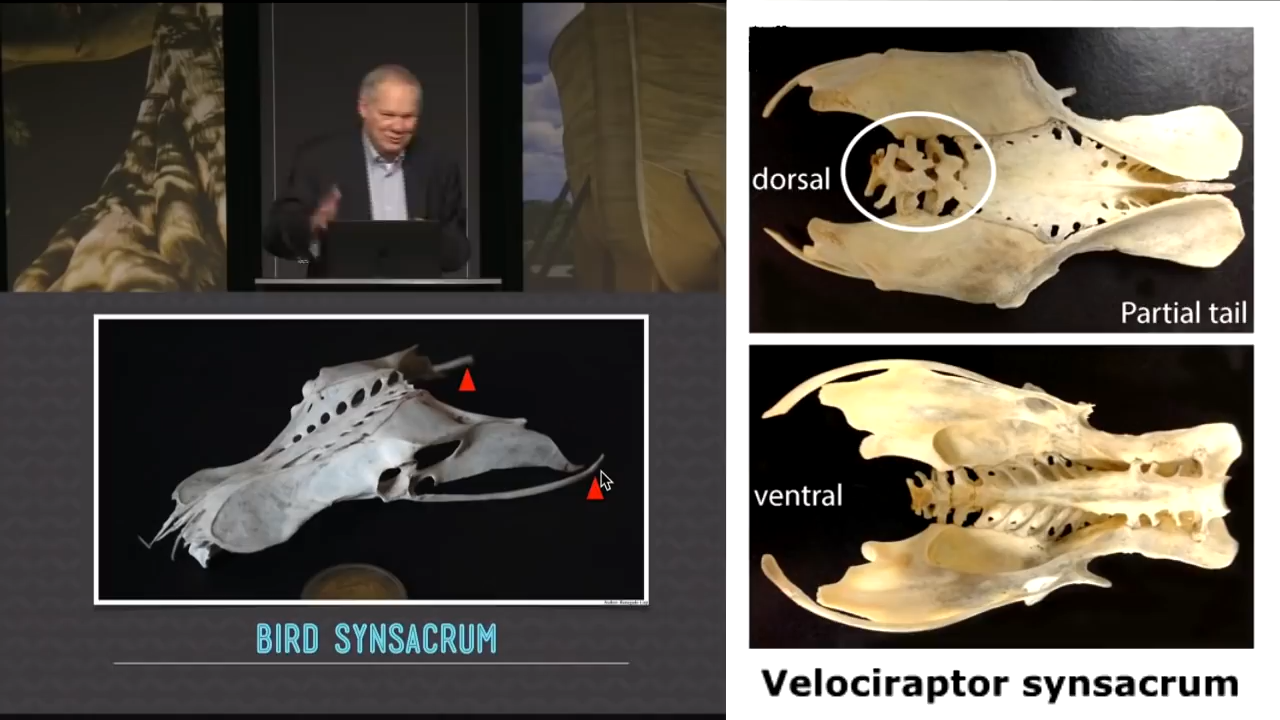 BIRD SYNSACRUM
dorsal
Partial tail
ventral
Velociraptor synsacrum